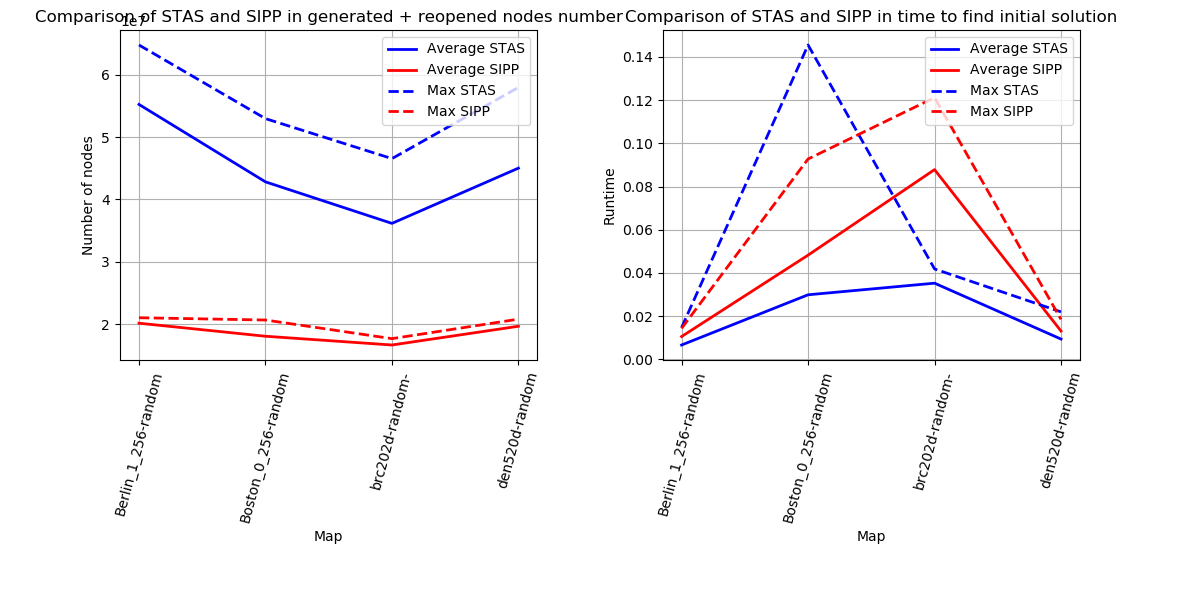 Comparison of STAS and SIPP in generated + reopened nodes number
1e7
Average STAS
Average SIPP
Max STAS
Max SIPP
6
5
4
3
2
Number of nodes
Berlin_1_256-random
Boston_0_256-random
brc202d-random-
den520d-random
Map
Comparison of STAS and SIPP in time to find initial solution
Average STAS
Average SIPP
Max STAS
Max SIPP
0.14
0.12
0.10
0.08
0.06
0.04
0.02
0.00
Runtime
Berlin_1_256-random
Boston_0_256-random
brc202d-random-
den520d-random
Map